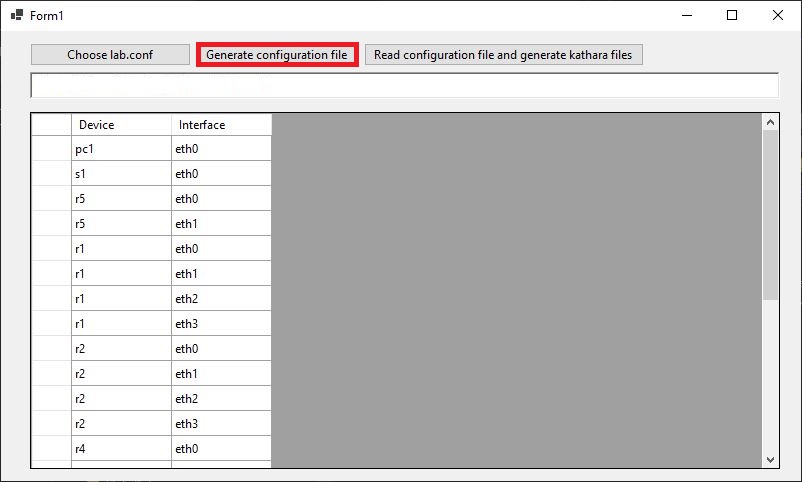 Form1
Choose lab.conf Generate configuration file Read configuration file and generate kathara files
Device Interface
pc1 eth0
s1 eth0
r5 eth0
r5 eth1
r1 eth0
r1 eth1
r1 eth2
r1 eth3
r2 eth0
r2 eth1
r2 eth2
r2 eth3
r4 eth0